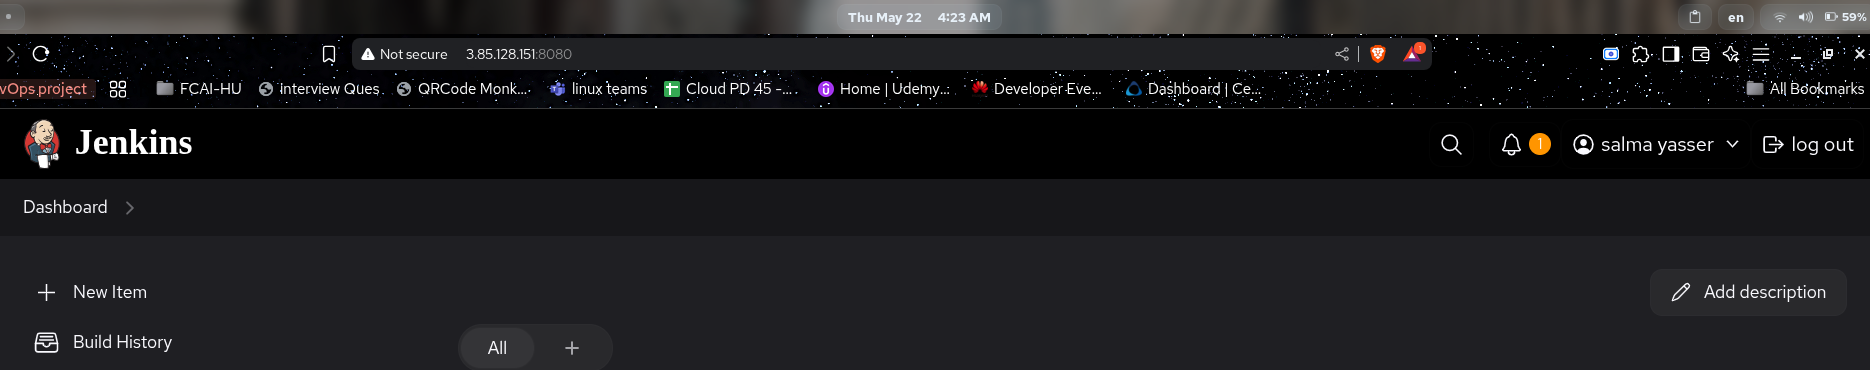 Thu May 22 4:23 AM
en
59%
Not secure 3.85.128.151:8080
1
vOps project
FCAI-HU
Interview Ques
QRCode Monk...
linux teams
Cloud PD 45 -...
Home | Udemy...
Developer Eve...
Dashboard | Ce...
All Bookmarks
Jenkins
1
salma yasser
log out
Dashboard
New Item
Add description
Build History
All